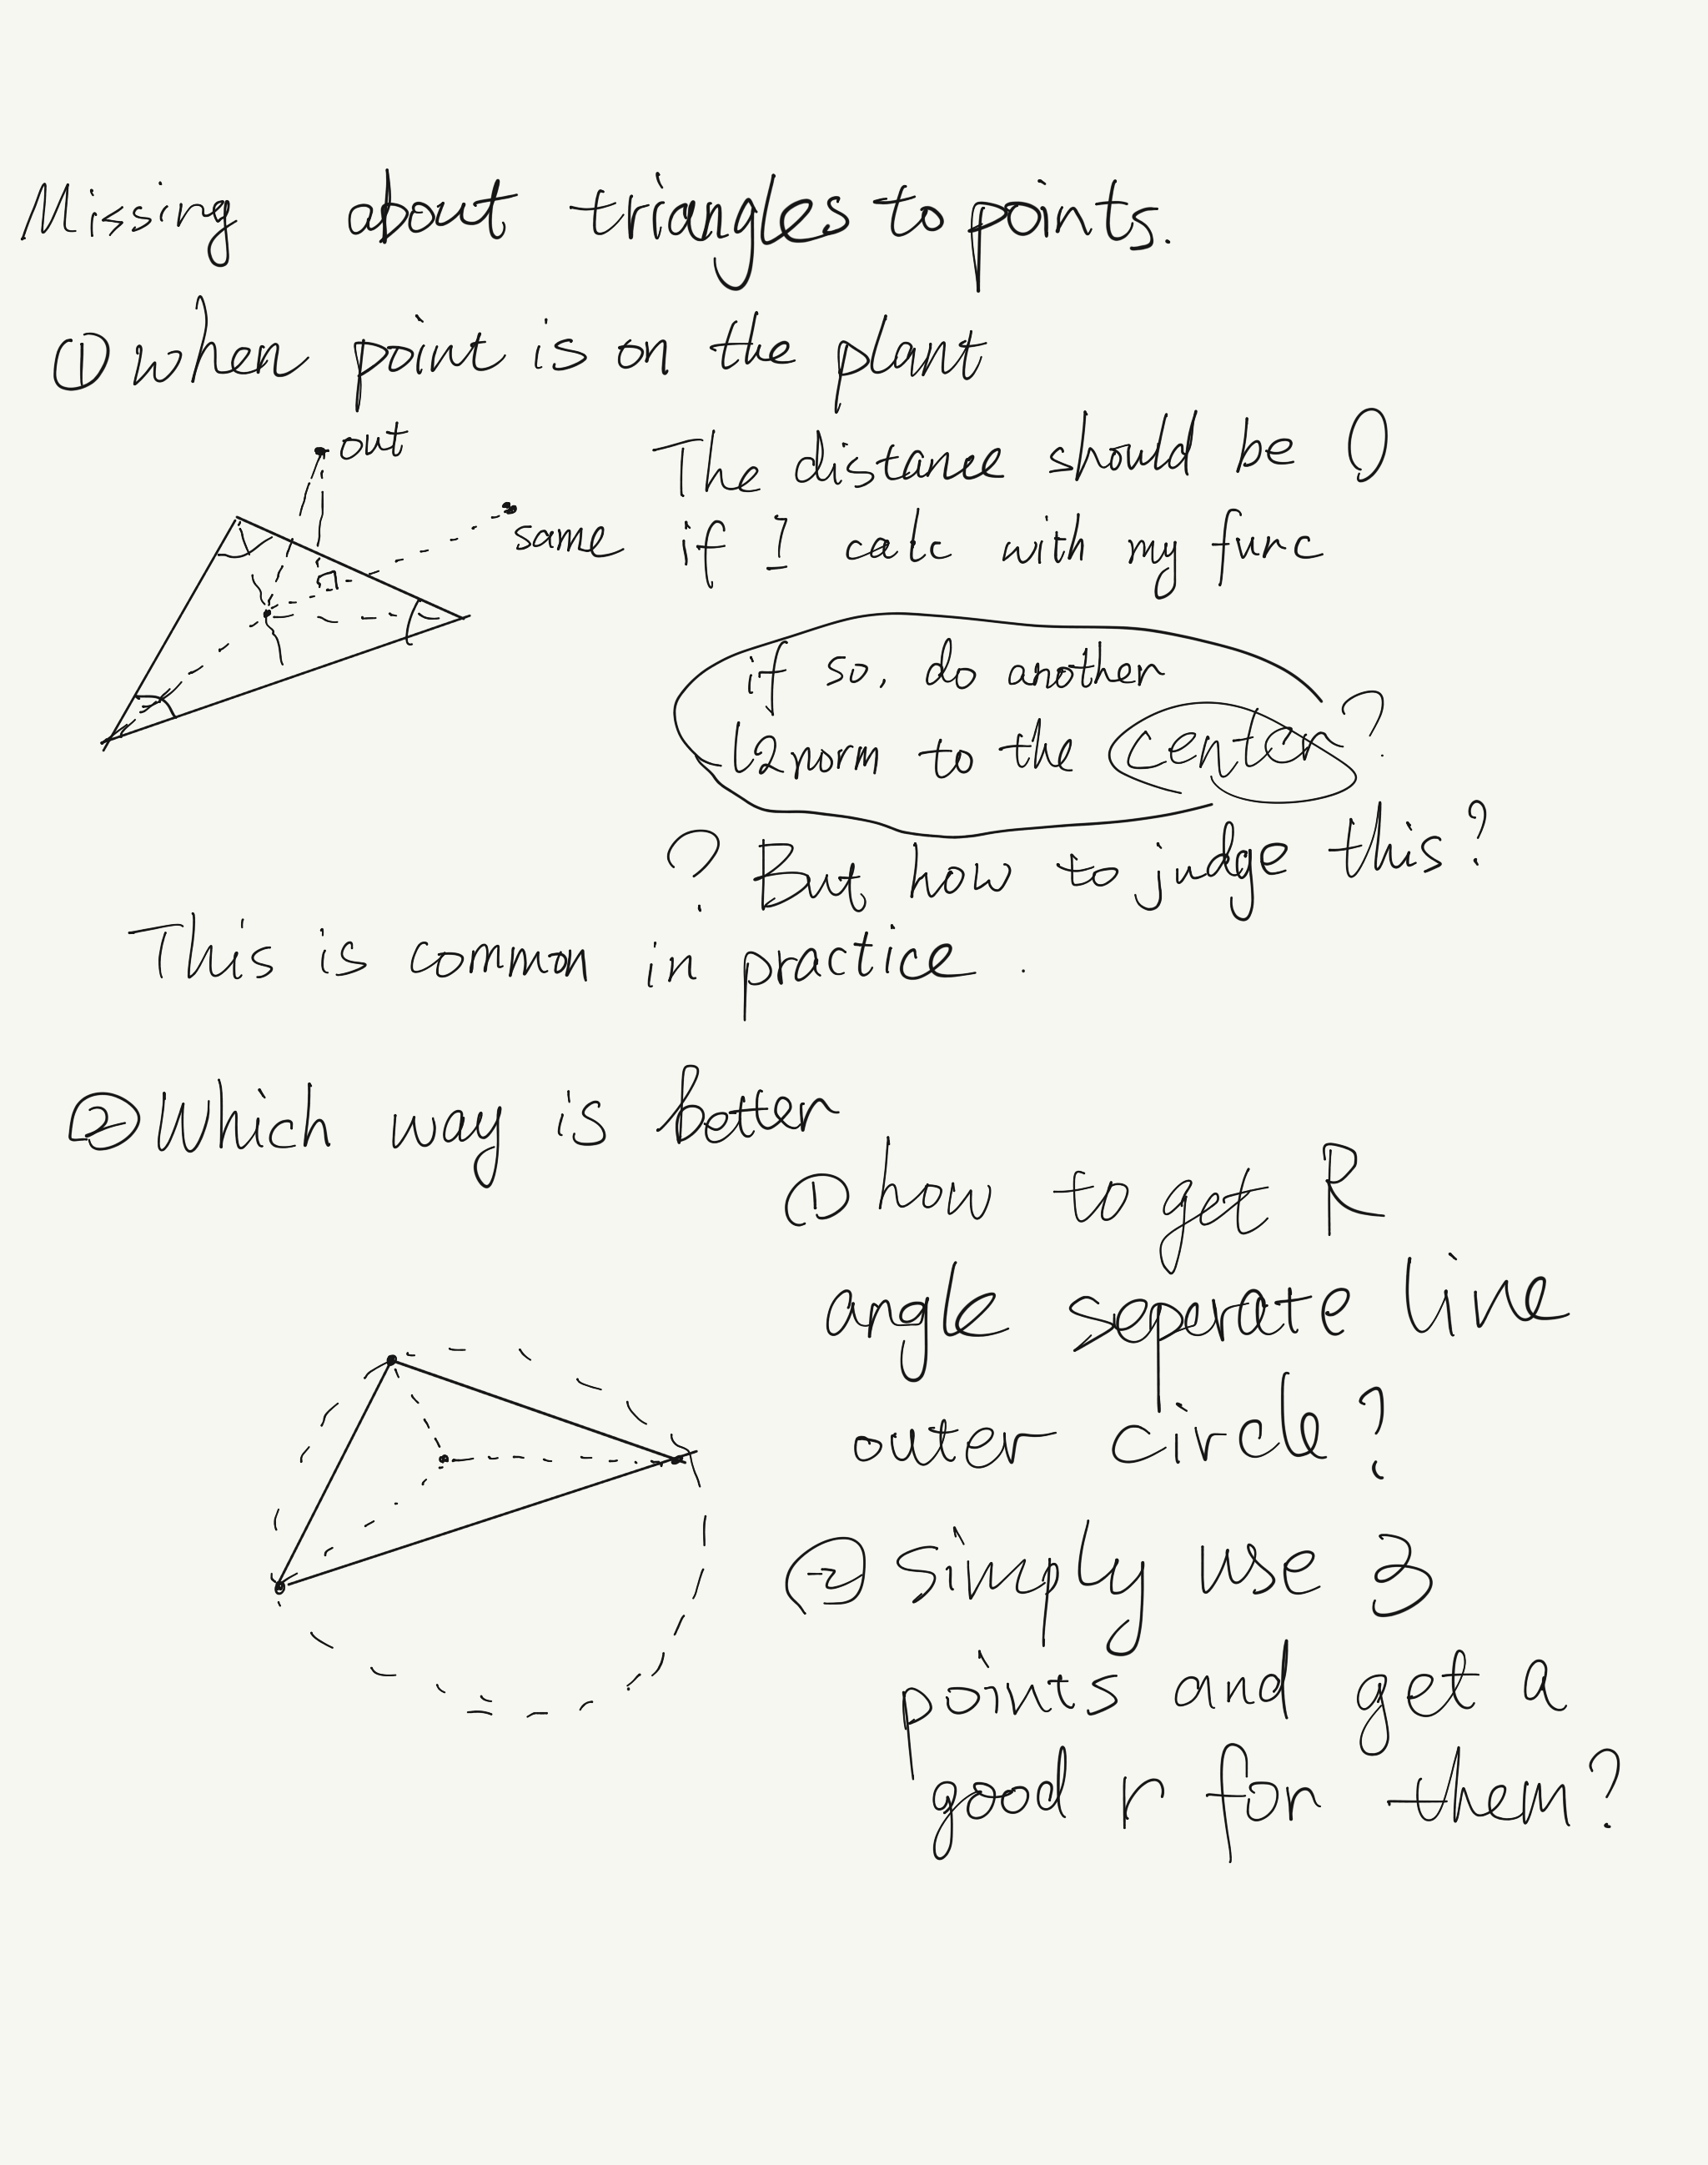 Missing about triangles to points.
① when point is on the plant
out
The distance should be 0
same
if I calc with my func
if so, do another
l2norm to the center?
? But how to judge this?
This is common in practice.
② Which way is better
① how to get R
angle seperate line
outer circle?
② simply use 3
points and get a
good r for them?